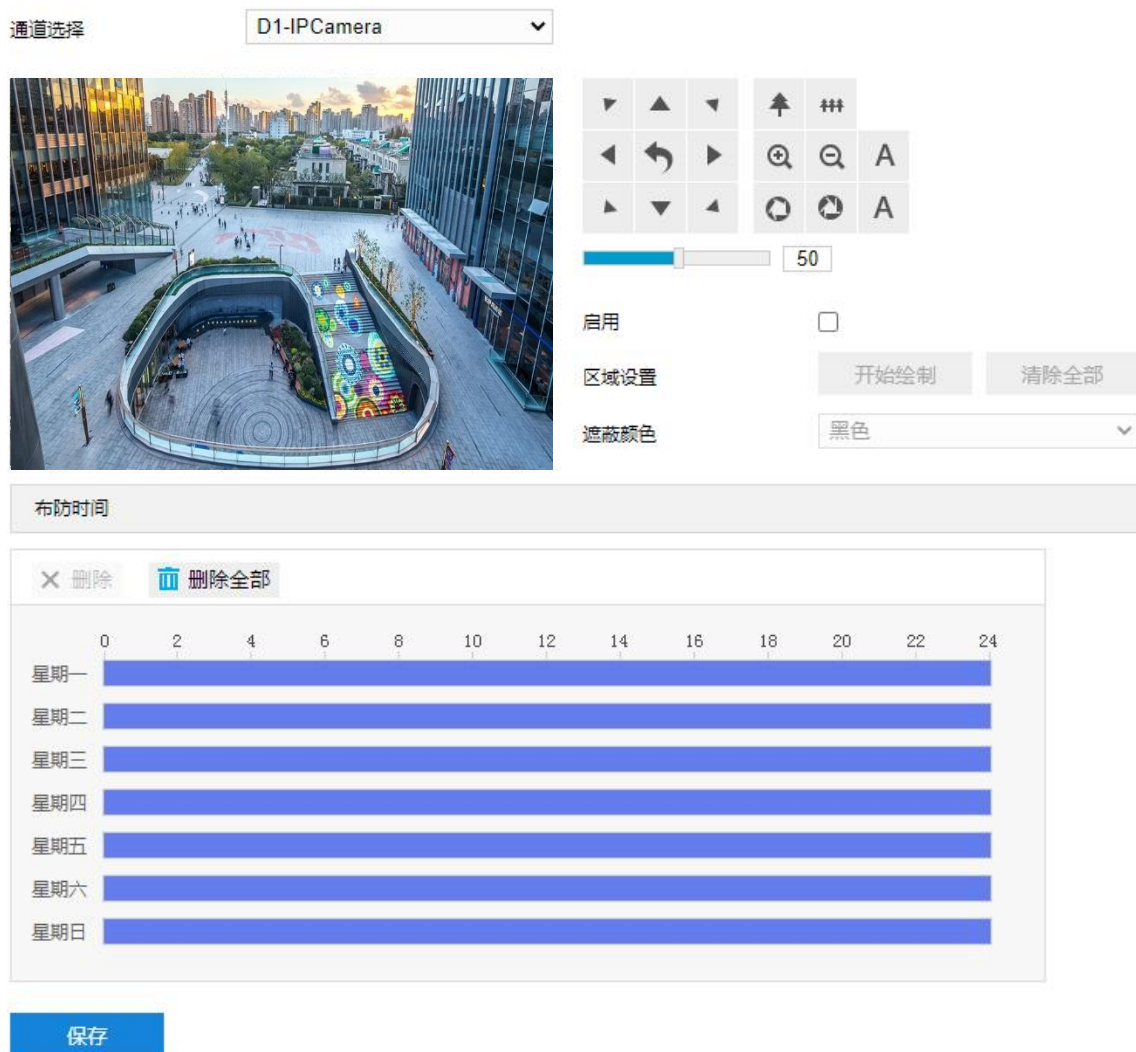 通道选择 D1-IPCamera
A
A
50
启用
区域设置 开始绘制 清除全部
遮蔽颜色 黑色
布防时间
删除 删除全部
0 2 4 6 8 10 12 14 16 18 20 22 24
星期一
星期二
星期三
星期四
星期五
星期六
星期日
保存